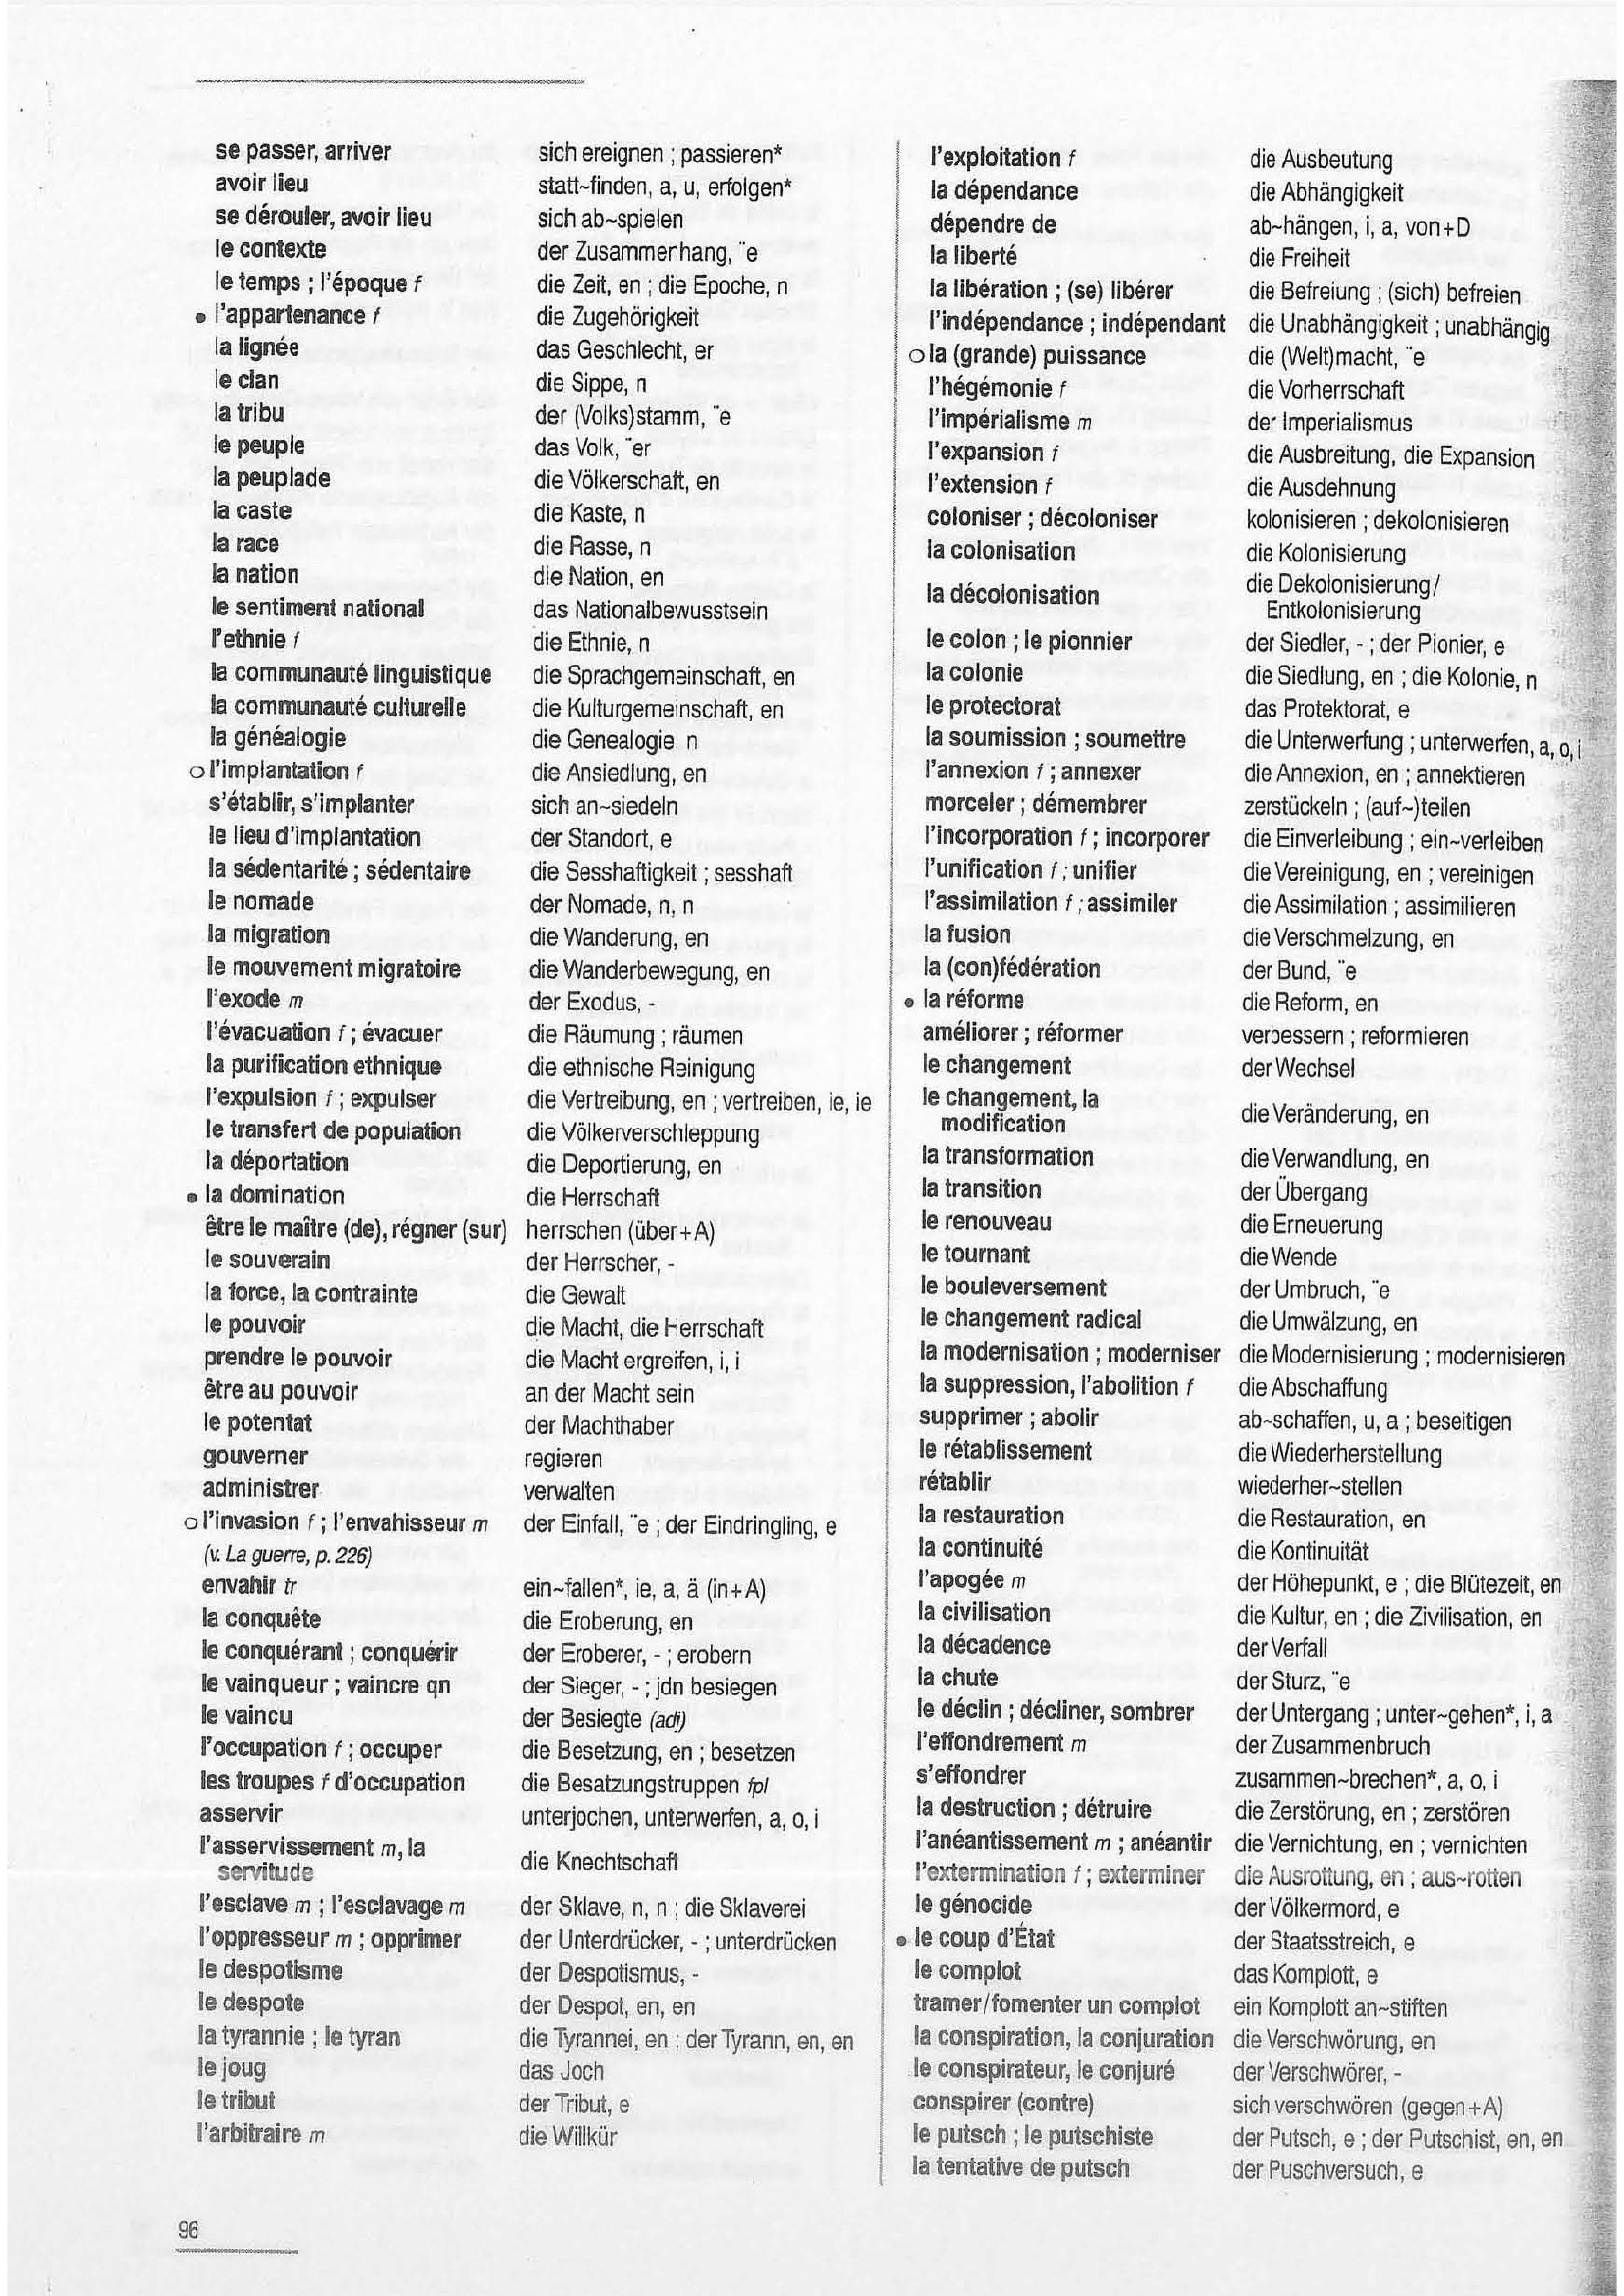 se passer, arriver sich ereignen ; passieren*
avoir lieu statt~finden, a, u, erfolgen*
se dérouler, avoir lieu sich ab~spielen
le contexte der Zusammenhang, ¨e
le temps ; l'époque f die Zeit, en ; die Epoche, n
● l'appartenance f die Zugehörigkeit
la lignée das Geschlecht, er
le clan die Sippe, n
la tribu der (Volks)stamm, ¨e
le peuple das Volk, ¨er
la peuplade die Völkerschaft, en
la caste die Kaste, n
la race die Rasse, n
la nation die Nation, en
le sentiment national das Nationalbewusstsein
l'ethnie f die Ethnie, n
la communauté linguistique die Sprachgemeinschaft, en
la communauté culturelle die Kulturgemeinschaft, en
la généalogie die Genealogie, n
○ l'implantation f die Ansiedlung, en
s'établir, s'implanter sich an~siedeln
le lieu d'implantation der Standort, e
la sédentarité ; sédentaire die Sesshaftigkeit ; sesshaft
le nomade der Nomade, n, n
la migration die Wanderung, en
le mouvement migratoire die Wanderbewegung, en
l'exode m der Exodus, -
l'évacuation f ; évacuer die Räumung ; räumen
la purification ethnique die ethnische Reinigung
l'expulsion f ; expulser die Vertreibung, en ; vertreiben, ie, ie
le transfert de population die Völkerverschleppung
la déportation die Deportierung, en
● la domination die Herrschaft
être le maître (de), régner (sur) herrschen (über+A)
le souverain der Herrscher, -
la force, la contrainte die Gewalt
le pouvoir die Macht, die Herrschaft
prendre le pouvoir die Macht ergreifen, i, i
être au pouvoir an der Macht sein
le potentat der Machthaber
gouverner regieren
administrer verwalten
○ l'invasion f ; l'envahisseur m der Einfall, ¨e ; der Eindringling, e
(v. La guerre, p. 226)
envahir tr ein~fallen*, ie, a, ä (in+A)
la conquête die Eroberung, en
le conquérant ; conquérir der Eroberer, - ; erobern
le vainqueur ; vaincre qn der Sieger, - ; jdn besiegen
le vaincu der Besiegte (adj)
l'occupation f ; occuper die Besetzung, en ; besetzen
les troupes f d'occupation die Besatzungstruppen fpl
asservir unterjochen, unterwerfen, a, o, i
l'asservissement m, la
servitude die Knechtschaft
l'esclave m ; l'esclavage m der Sklave, n, n ; die Sklaverei
l'oppresseur m ; opprimer der Unterdrücker, - ; unterdrücken
le despotisme der Despotismus, -
le despote der Despot, en, en
la tyrannie ; le tyran die Tyrannei, en ; der Tyrann, en, en
le joug das Joch
le tribut der Tribut, e
l'arbitraire m die Willkür
l'exploitation f die Ausbeutung
la dépendance die Abhängigkeit
dépendre de ab~hängen, i, a, von+D
la liberté die Freiheit
la libération ; (se) libérer die Befreiung ; (sich) befreien
l'indépendance ; indépendant die Unabhängigkeit ; unabhängig
○ la (grande) puissance die (Welt)macht, ¨e
l'hégémonie f die Vorherrschaft
l'impérialisme m der Imperialismus
l'expansion f die Ausbreitung, die Expansion
l'extension f die Ausdehnung
coloniser ; décoloniser kolonisieren ; dekolonisieren
la colonisation die Kolonisierung
la décolonisation die Dekolonisierung/
Entkolonisierung
le colon ; le pionnier der Siedler, - ; der Pionier, e
la colonie die Siedlung, en ; die Kolonie, n
le protectorat das Protektorat, e
la soumission ; soumettre die Unterwerfung ; unterwerfen, a, o, i
l'annexion f ; annexer die Annexion, en ; annektieren
morceler ; démembrer zerstückeln ; (auf~)teilen
l'incorporation f ; incorporer die Einverleibung ; ein~verleiben
l'unification f ; unifier die Vereinigung, en ; vereinigen
l'assimilation f ; assimiler die Assimilation ; assimilieren
la fusion die Verschmelzung, en
la (con)fédération der Bund, ¨e
● la réforme die Reform, en
améliorer ; réformer verbessern ; reformieren
le changement der Wechsel
le changement, la
modification die Veränderung, en
la transformation die Verwandlung, en
la transition der Übergang
le renouveau die Erneuerung
le tournant die Wende
le bouleversement der Umbruch, ¨e
le changement radical die Umwälzung, en
la modernisation ; moderniser die Modernisierung ; modernisieren
la suppression, l'abolition f die Abschaffung
supprimer ; abolir ab~schaffen, u, a ; beseitigen
le rétablissement die Wiederherstellung
rétablir wiederher~stellen
la restauration die Restauration, en
la continuité die Kontinuität
l'apogée m der Höhepunkt, e ; die Blütezeit, en
la civilisation die Kultur, en ; die Zivilisation, en
la décadence der Verfall
la chute der Sturz, ¨e
le déclin ; décliner, sombrer der Untergang ; unter~gehen*, i, a
l'effondrement m der Zusammenbruch
s'effondrer zusammen~brechen*, a, o, i
la destruction ; détruire die Zerstörung, en ; zerstören
l'anéantissement m ; anéantir die Vernichtung, en ; vernichten
l'extermination f ; exterminer die Ausrottung, en ; aus~rotten
le génocide der Völkermord, e
● le coup d'État der Staatsstreich, e
le complot das Komplott, e
tramer/fomenter un complot ein Komplott an~stiften
la conspiration, la conjuration die Verschwörung, en
le conspirateur, le conjuré der Verschwörer, -
conspirer (contre) sich verschwören (gegen+A)
le putsch ; le putschiste der Putsch, e ; der Putschist, en, en
la tentative de putsch der Puschversuch, e
96